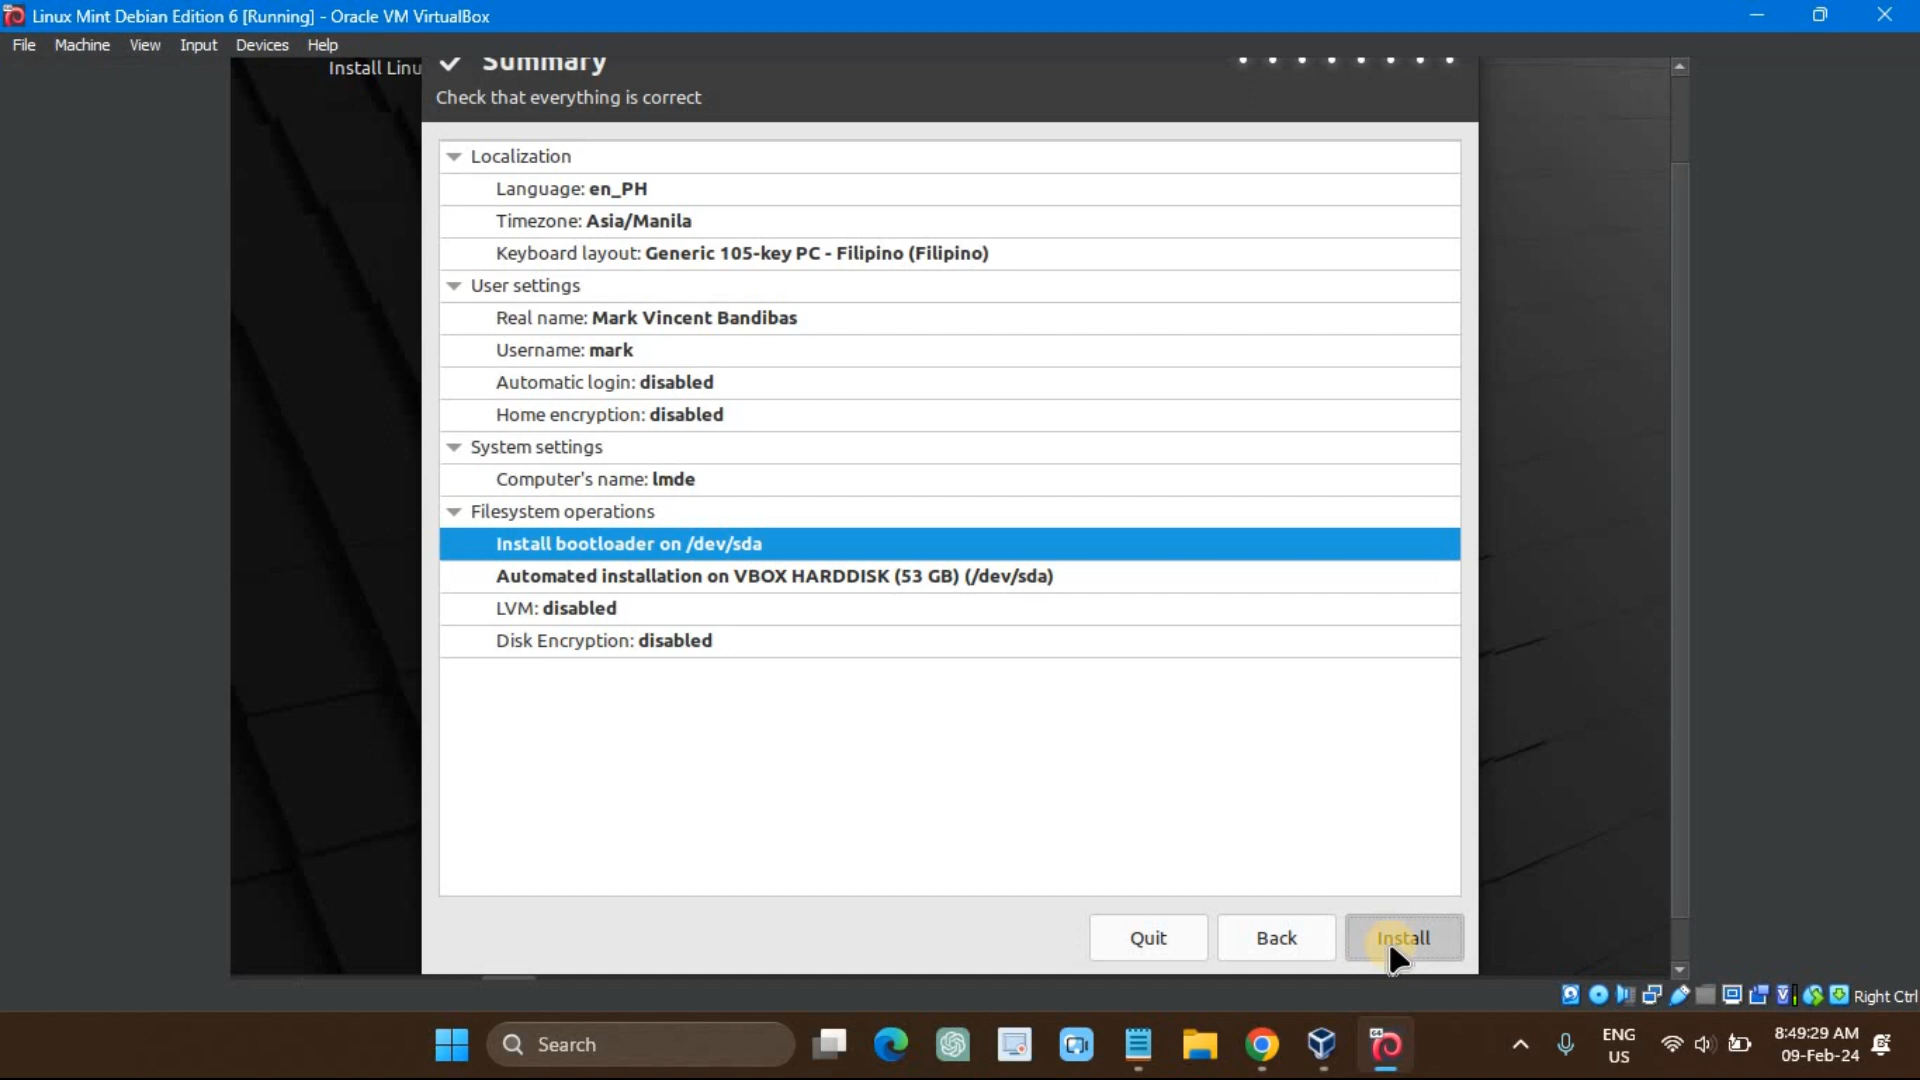 Linux Mint Debian Edition 6 [Running] - Oracle VM VirtualBox
File Machine View Input Devices Help
Install Linu
Summary
Check that everything is correct
Localization
Language: en_PH
Timezone: Asia/Manila
Keyboard layout: Generic 105-key PC - Filipino (Filipino)
User settings
Real name: Mark Vincent Bandibas
Username: mark
Automatic login: disabled
Home encryption: disabled
System settings
Computer's name: lmde
Filesystem operations
Install bootloader on /dev/sda
Automated installation on VBOX HARDDISK (53 GB) (/dev/sda)
LVM: disabled
Disk Encryption: disabled
Quit Back Install
Right Ctrl
Search
ENG
US
8:49:29 AM
09-Feb-24